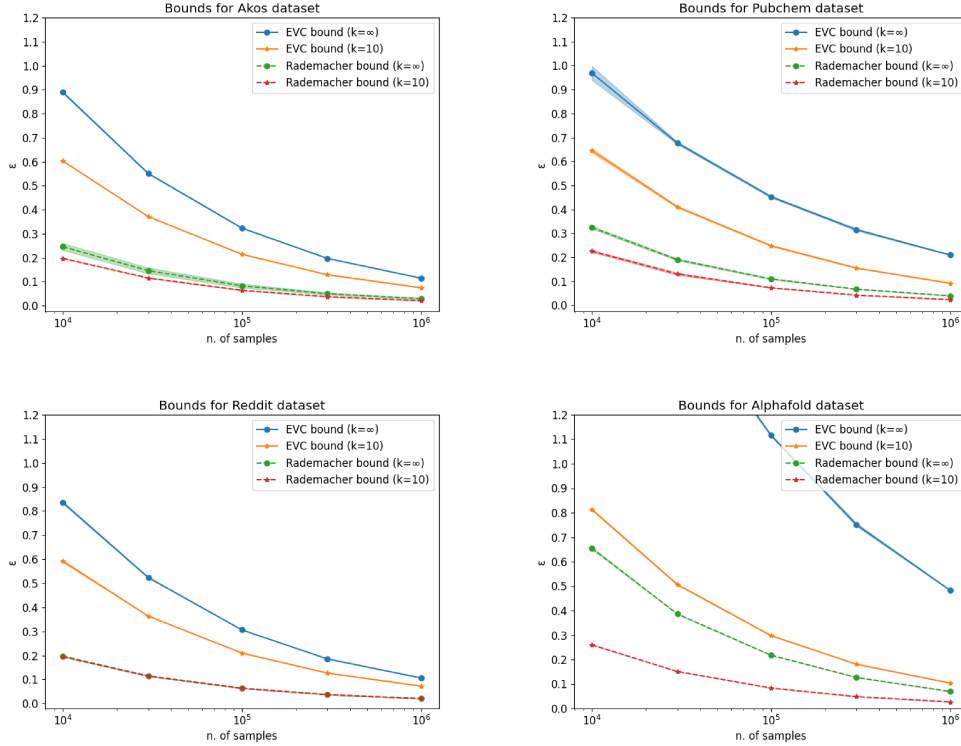 Bounds for Akos dataset
1.2
1.1
1.0
0.9
0.8
0.7
0.6
0.5
0.4
0.3
0.2
0.1
0.0
ε
10⁴
10⁵
10⁶
n. of samples
EVC bound (k=∞)
EVC bound (k=10)
Rademacher bound (k=∞)
Rademacher bound (k=10)
Bounds for Pubchem dataset
1.2
1.1
1.0
0.9
0.8
0.7
0.6
0.5
0.4
0.3
0.2
0.1
0.0
ε
10⁴
10⁵
10⁶
n. of samples
EVC bound (k=∞)
EVC bound (k=10)
Rademacher bound (k=∞)
Rademacher bound (k=10)
Bounds for Reddit dataset
1.2
1.1
1.0
0.9
0.8
0.7
0.6
0.5
0.4
0.3
0.2
0.1
0.0
ε
10⁴
10⁵
10⁶
n. of samples
EVC bound (k=∞)
EVC bound (k=10)
Rademacher bound (k=∞)
Rademacher bound (k=10)
Bounds for Alphafold dataset
1.2
1.1
1.0
0.9
0.8
0.7
0.6
0.5
0.4
0.3
0.2
0.1
0.0
ε
10⁴
10⁵
10⁶
n. of samples
EVC bound (k=∞)
EVC bound (k=10)
Rademacher bound (k=∞)
Rademacher bound (k=10)